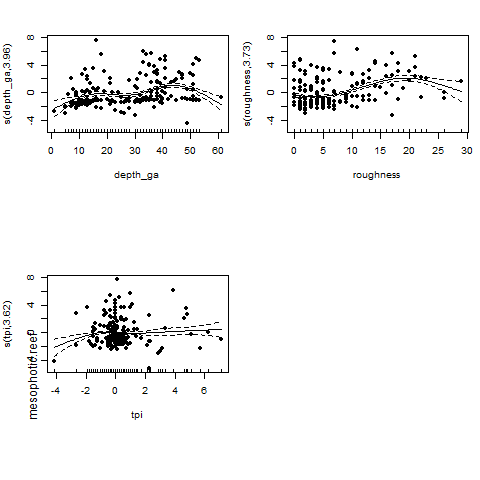 s(depth_ga,3.96)
8
4
0
-4
0 10 20 30 40 50 60
depth_ga
s(roughness,3.73)
8
4
0
-4
0 5 10 15 20 25 30
roughness
s(tpi,3.62)
mesophotic.reef
8
4
0
-4
-4 -2 0 2 4 6
tpi